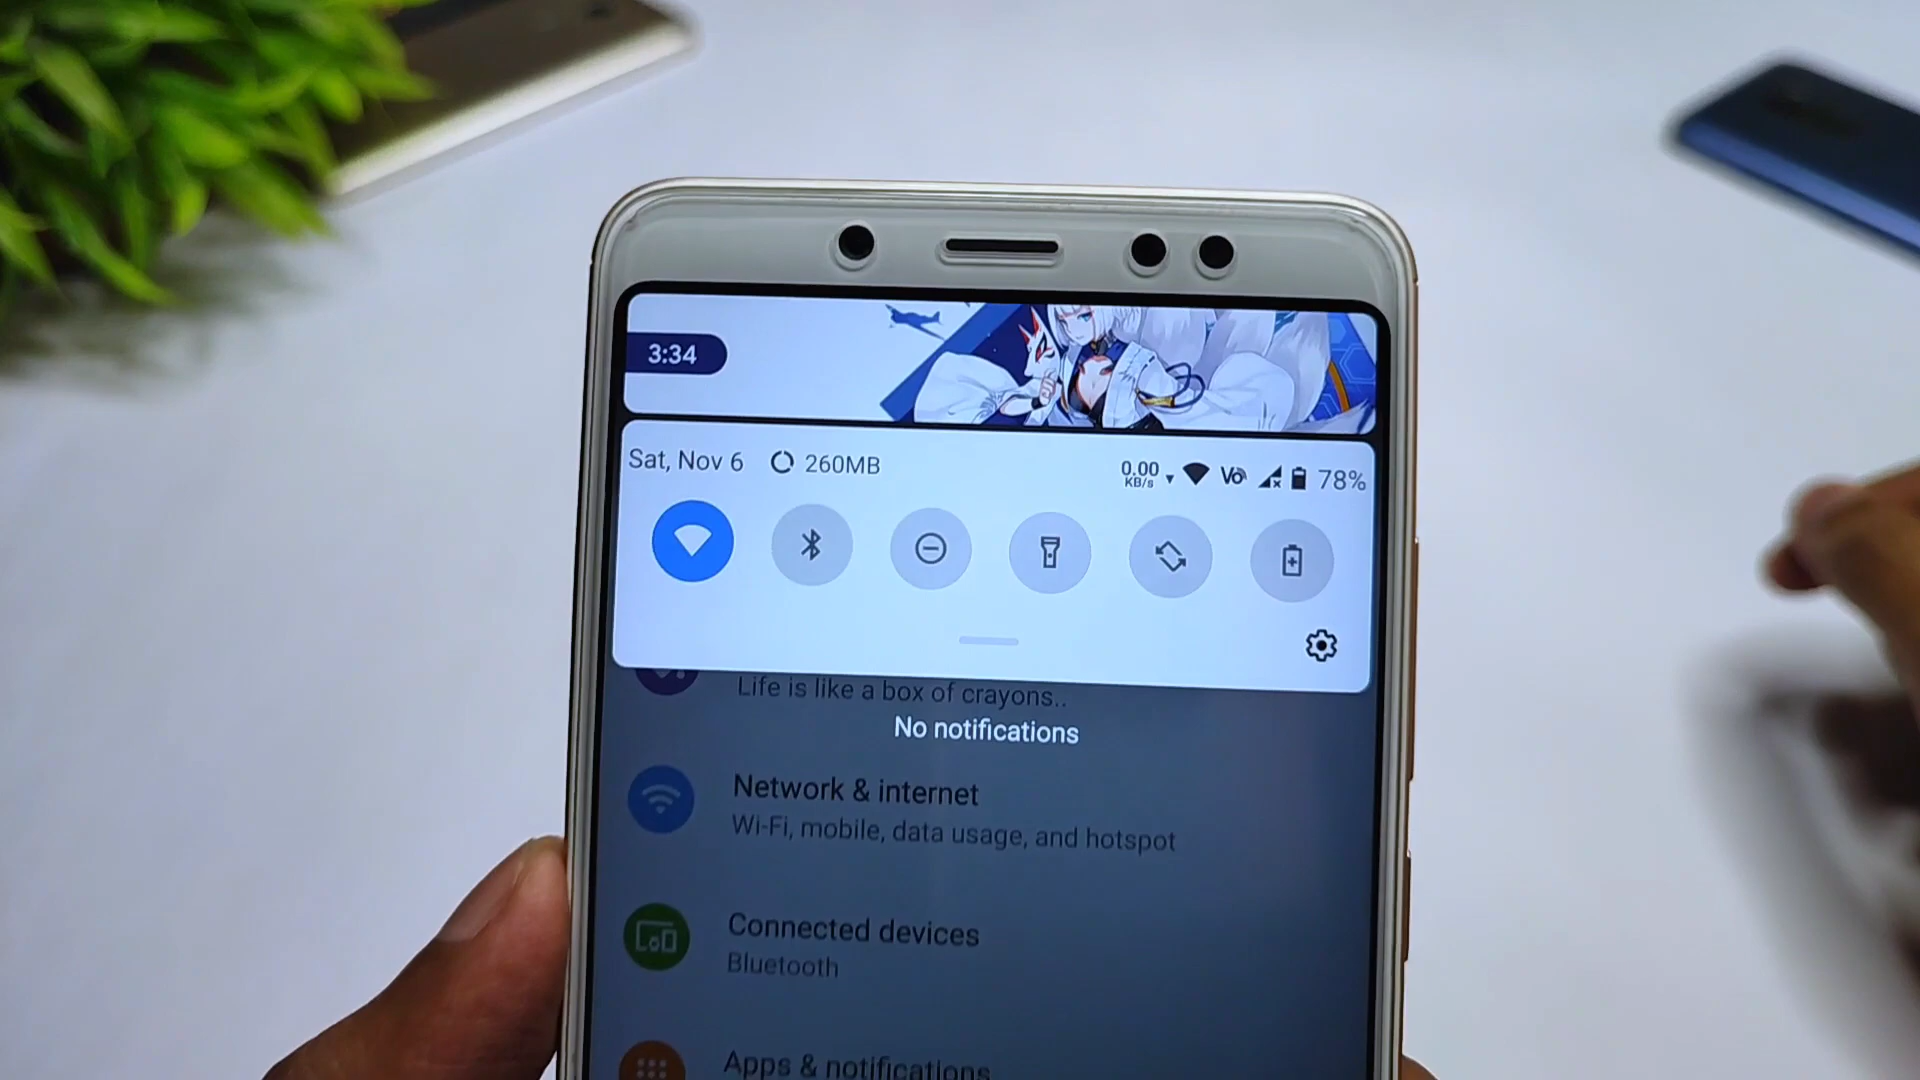 3:34
Sat, Nov 6 260MB
0.00 KB/s Vo 78%
Life is like a box of crayons..
No notifications
Network & internet
Wi-Fi, mobile, data usage, and hotspot
Connected devices
Bluetooth
Apps & notifications